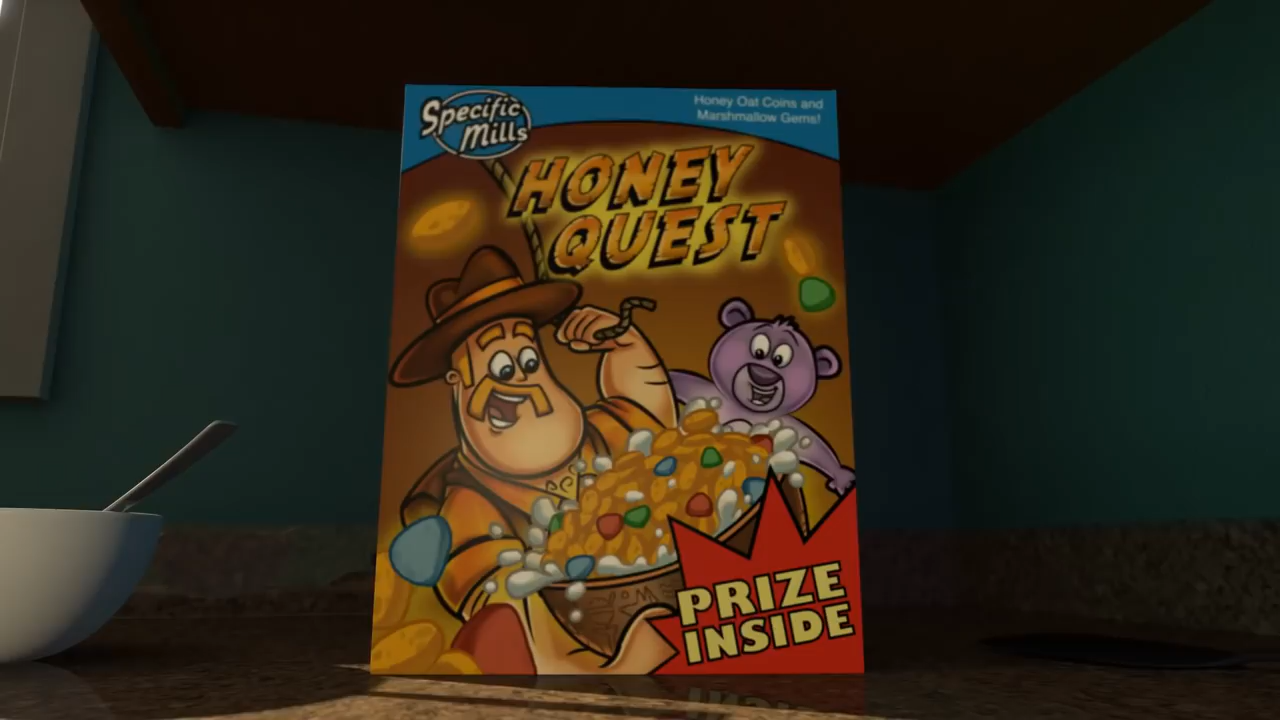 Specific
Mills
Honey Oat Coins and
Marshmallow Gems!
HONEY
QUEST
PRIZE
INSIDE